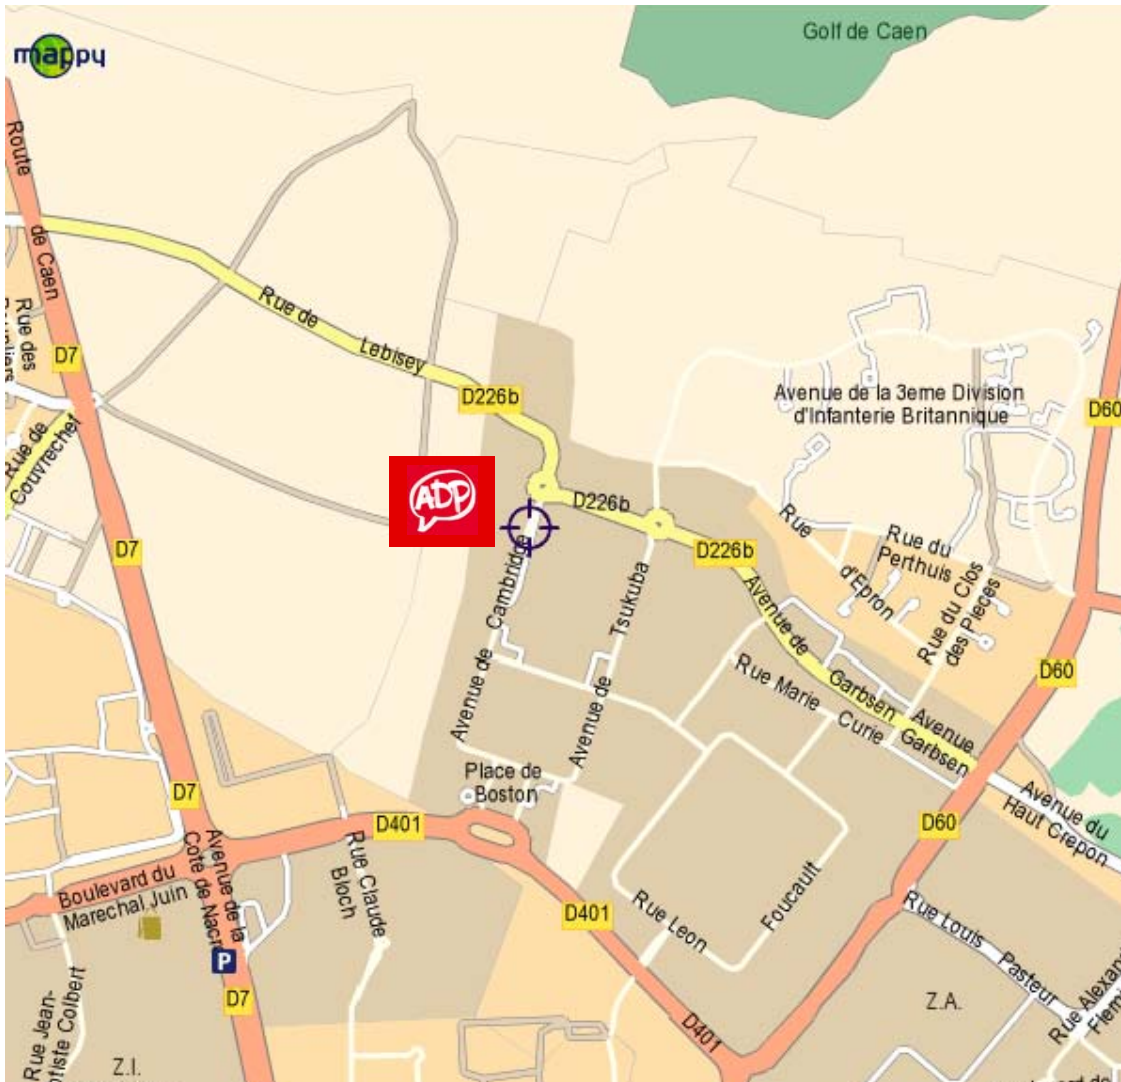 Golf de Caen
mappy
Route
de Caen
Rue de
Lebisey
Rue des
D7
D226b
Avenue de la 3eme Division
d'Infanterie Britannique
D60
Rue de
Couvrechef
ADP
D226b
D7
D226b
Rue
d'Epron
Rue du
Perthuis
Rue du Clos
des Pieces
Avenue de
Cambridge
Avenue de
Tsukuba
Avenue de
Garbsen
Avenue
Garbsen
Rue Marie
Curie
D60
Place de
Boston
D7
D401
D60
Avenue du
Haut Crepon
Boulevard du
Marechal Juin
Avenue de la
Cote de Nacre
Rue Claude
Bloch
D401
Rue Leon
Foucault
Rue Louis
Pasteur
P
D7
Rue Jean-
Colbert
Z.A.
Rue
D401
Z.I.